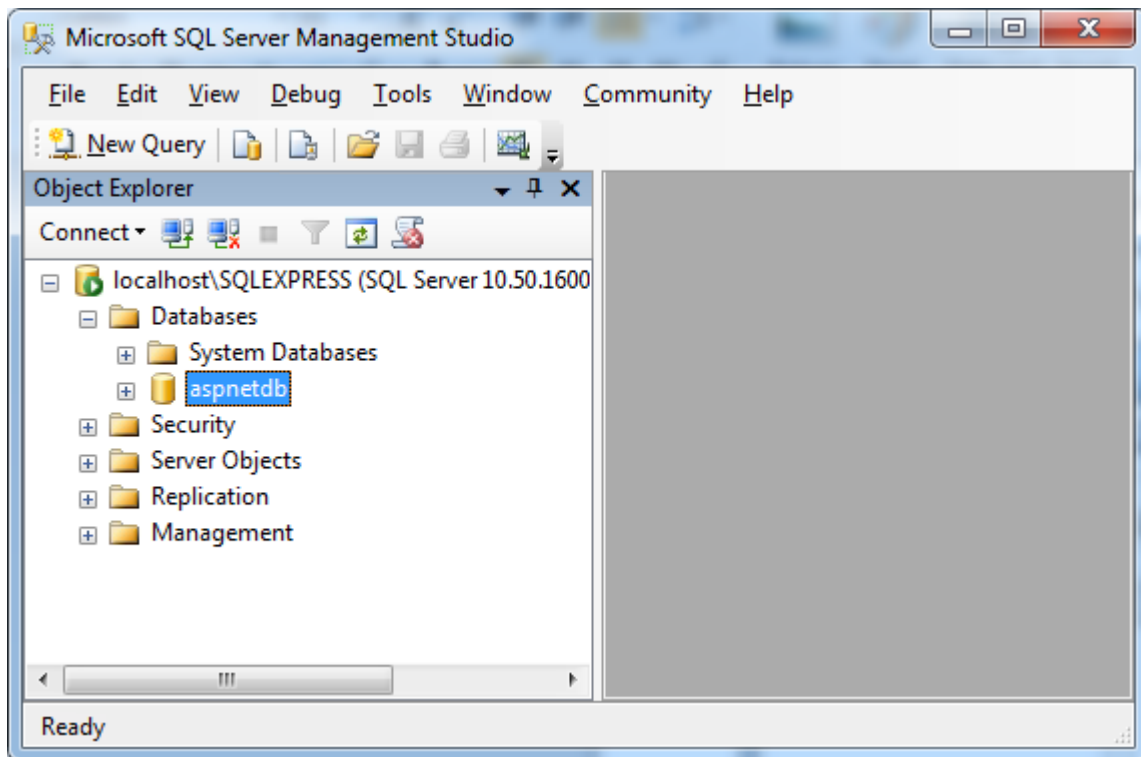 Microsoft SQL Server Management Studio
File Edit View Debug Tools Window Community Help
New Query
Object Explorer
Connect
localhost\SQLEXPRESS (SQL Server 10.50.1600
Databases
System Databases
aspnetdb
Security
Server Objects
Replication
Management
Ready